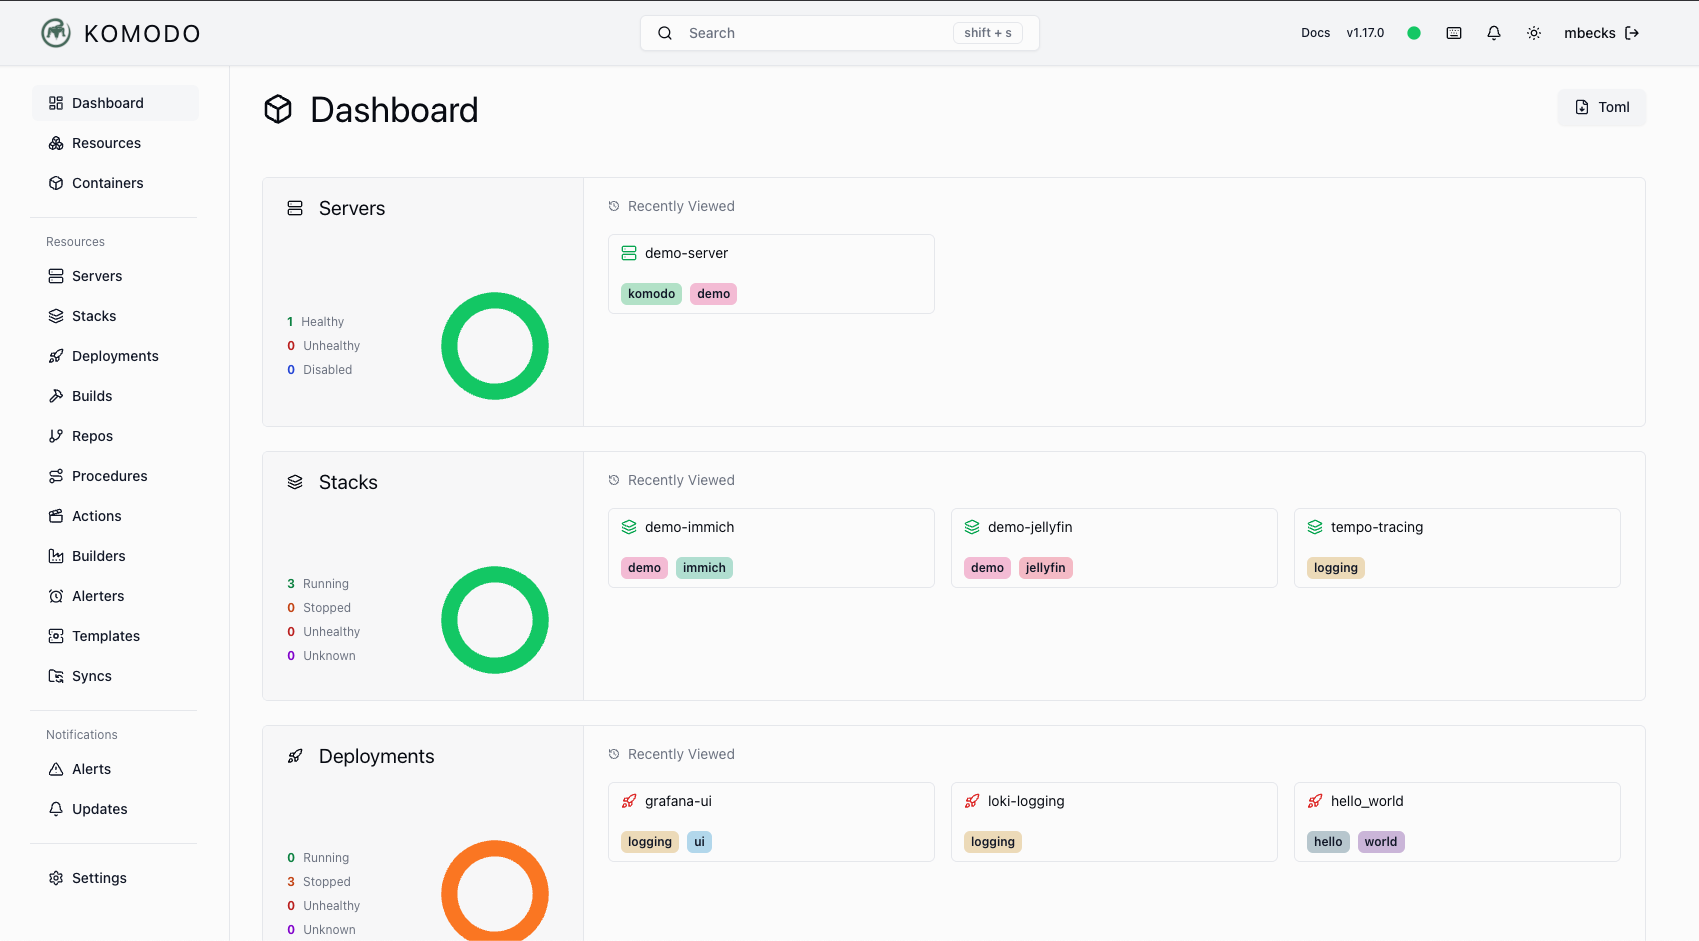 KOMODO
Search
shift + s
Docs
v1.17.0
mbecks
Dashboard
Resources
Containers
Resources
Servers
Stacks
Deployments
Builds
Repos
Procedures
Actions
Builders
Alerters
Templates
Syncs
Notifications
Alerts
Updates
Settings
Dashboard
Toml
Servers
1 Healthy
0 Unhealthy
0 Disabled
Recently Viewed
demo-server
komodo demo
Stacks
3 Running
0 Stopped
0 Unhealthy
0 Unknown
Recently Viewed
demo-immich
demo immich
demo-jellyfin
demo jellyfin
tempo-tracing
logging
Deployments
0 Running
3 Stopped
0 Unhealthy
0 Unknown
Recently Viewed
grafana-ui
logging ui
loki-logging
logging
hello_world
hello world